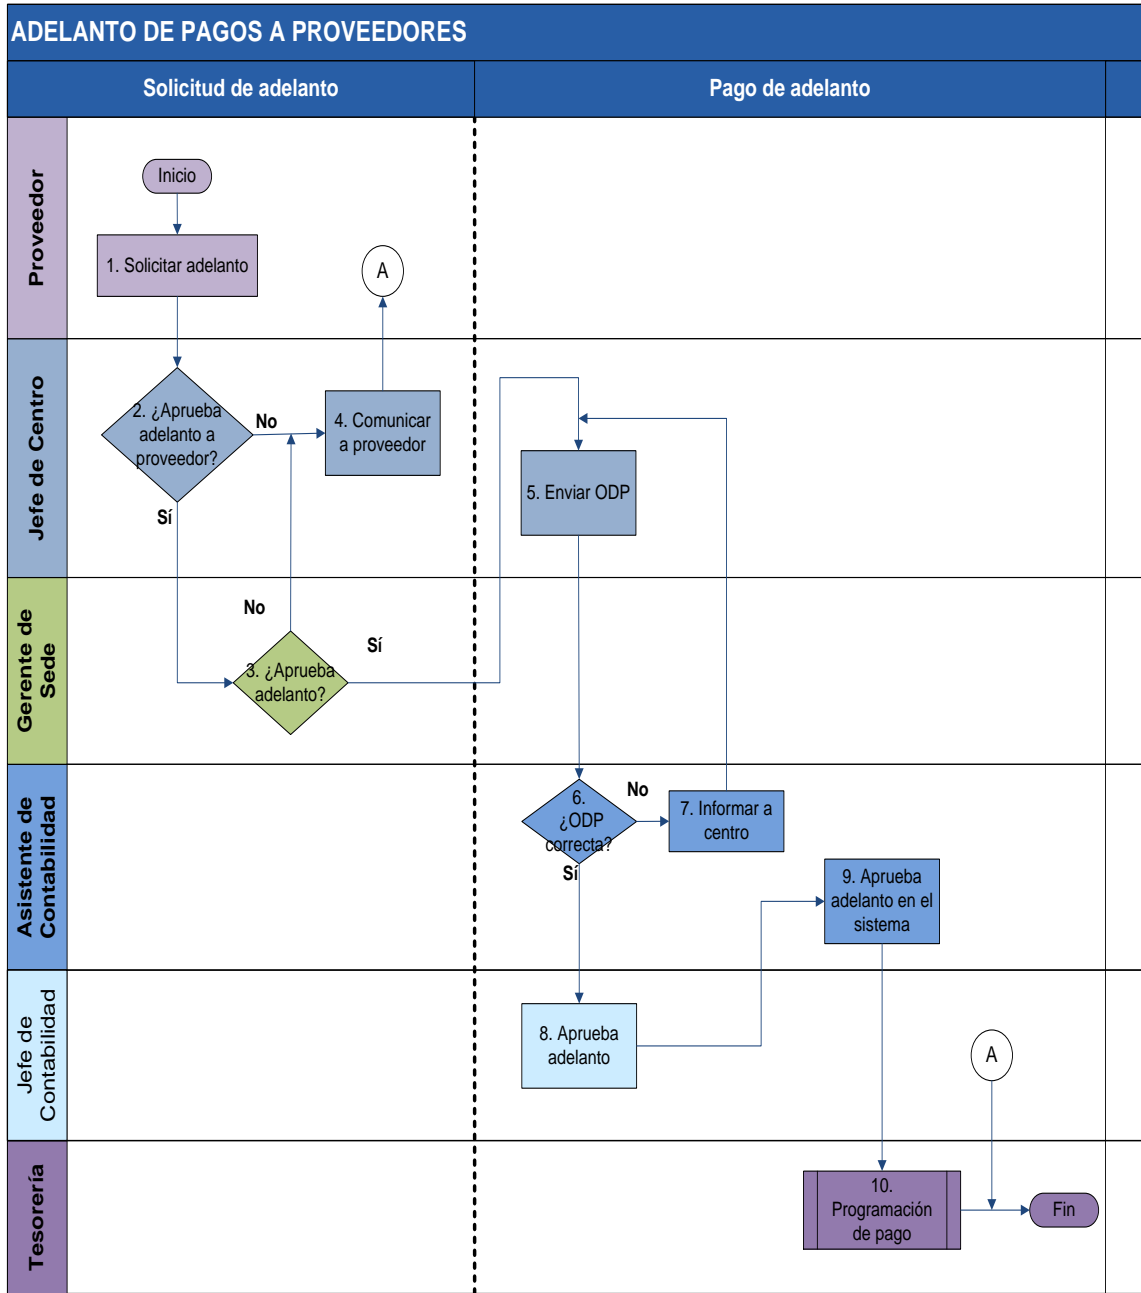 ADELANTO DE PAGOS A PROVEEDORES
Solicitud de adelanto
Pago de adelanto
Proveedor
Inicio
1. Solicitar adelanto
A
Jefe de Centro
2. ¿Aprueba
adelanto a
proveedor?
No
Sí
4. Comunicar
a proveedor
5. Enviar ODP
Gerente de
Sede
No
3. ¿Aprueba
adelanto?
Sí
Asistente de
Contabilidad
6.
¿ODP
correcta?
No
Sí
7. Informar a
centro
9. Aprueba
adelanto en el
sistema
Jefe de
Contabilidad
8. Aprueba
adelanto
A
Tesorería
10.
Programación
de pago
Fin